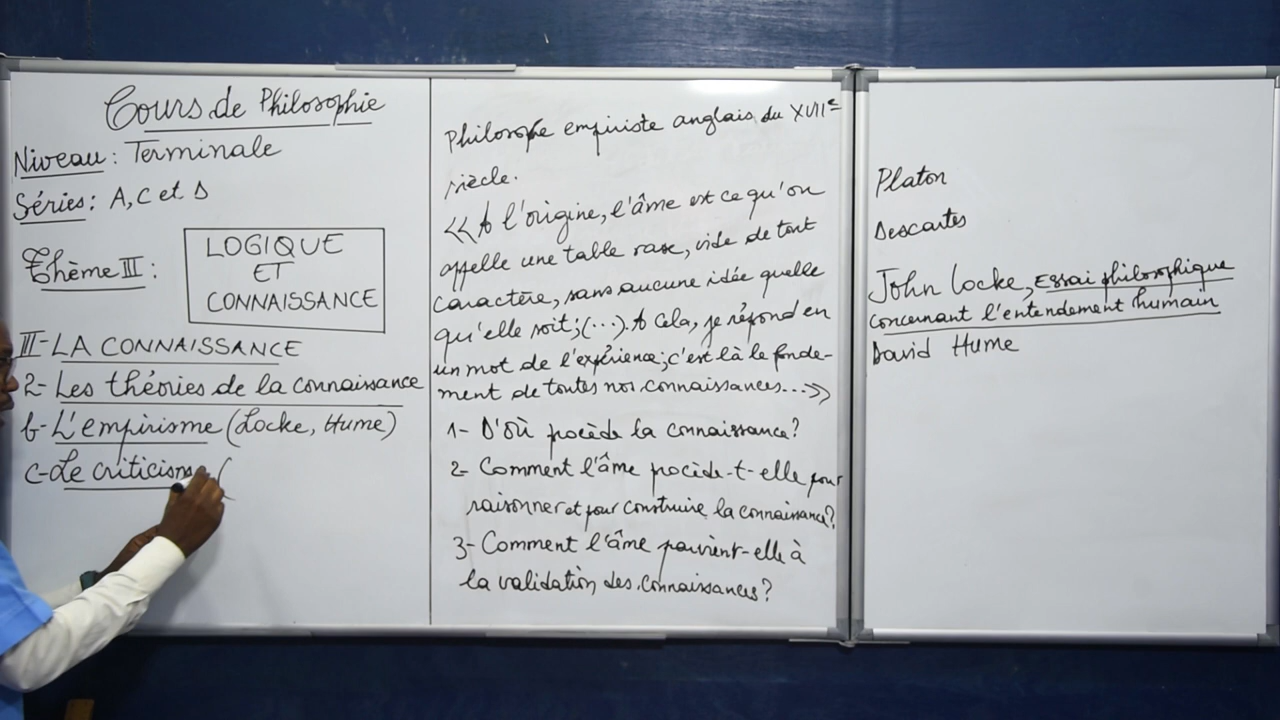 Cours de Philosophie
Niveau : Terminale
Séries : A, C et D
Thème III :
LOGIQUE
ET
CONNAISSANCE
III- LA CONNAISSANCE
2- Les théories de la connaissance
b- L'empirisme (Locke, Hume)
c- Le criticisme (
Philosophe empiriste anglais du XVIIe
siècle.
<< A l'origine, l'âme est ce qu'on
appelle une table rase, vide de tout
caractère, sans aucune idée quelle
qu'elle soit ; (...). A cela, je répond en
un mot de l'expérience ; c'est là le fonde-
ment de toutes nos connaissances... >>
1- D'où procède la connaissance ?
2- Comment l'âme procède-t-elle pour
raisonner et pour construire la connaissance ?
3- Comment l'âme parvient-elle à
la validation des connaissances ?
Platon
Descartes
John Locke, Essai philosophique
concernant l'entendement humain
David Hume